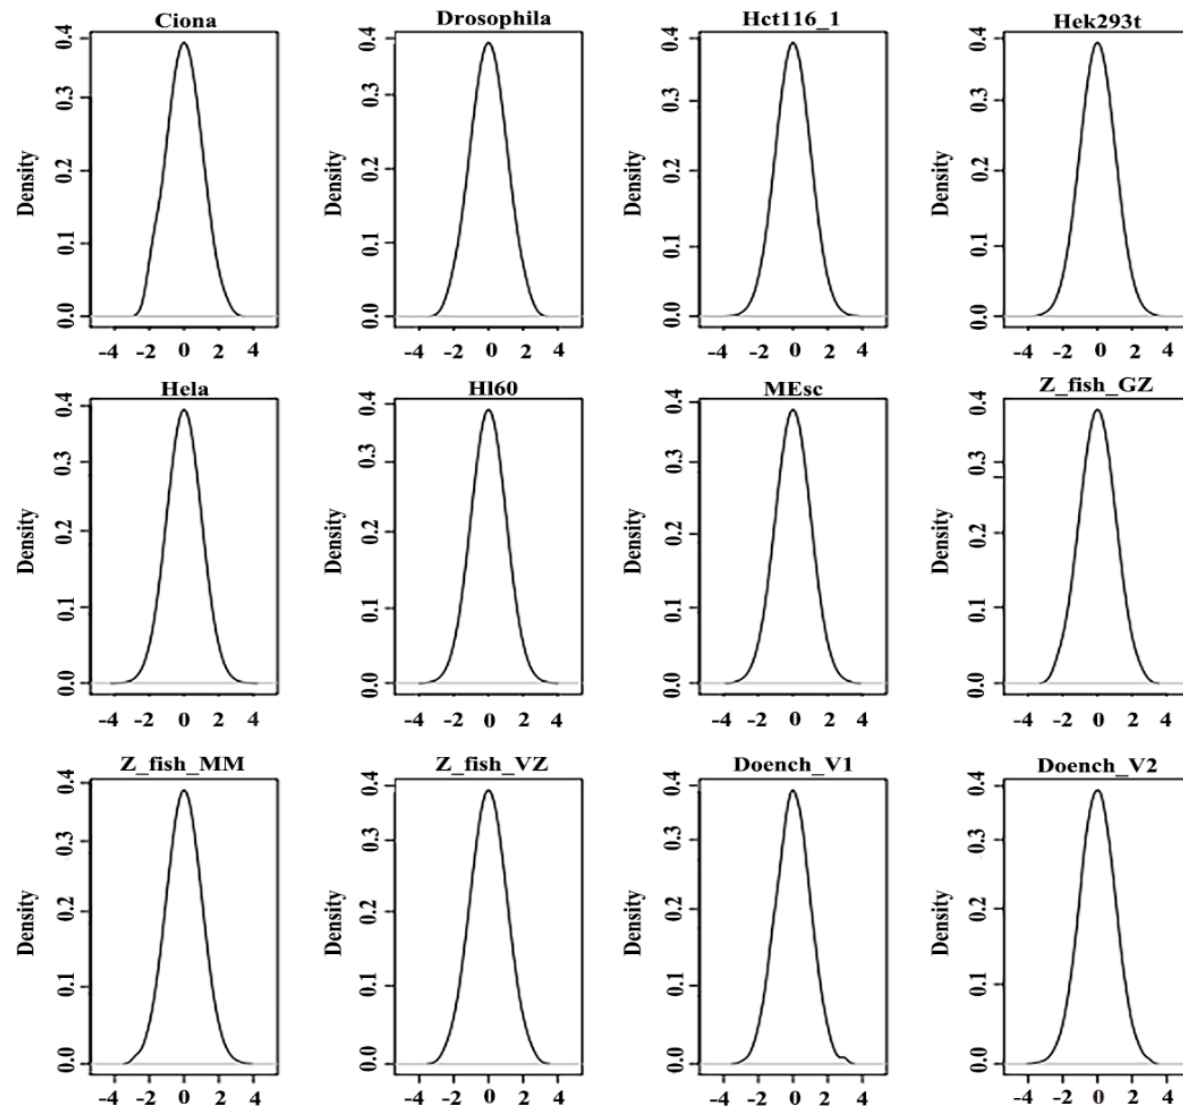 Ciona Drosophila Hct116_1 Hek293t
Density 0.0 0.1 0.2 0.3 0.4 Density 0.0 0.1 0.2 0.3 0.4 Density 0.0 0.1 0.2 0.3 0.4 Density 0.0 0.1 0.2 0.3 0.4
-4 -2 0 2 4 -4 -2 0 2 4 -4 -2 0 2 4 -4 -2 0 2 4
Hela Hl60 MEsc Z_fish_GZ
Density 0.0 0.1 0.2 0.3 0.4 Density 0.0 0.1 0.2 0.3 0.4 Density 0.0 0.1 0.2 0.3 0.4 Density 0.0 0.1 0.2 0.3 0.4
-4 -2 0 2 4 -4 -2 0 2 4 -4 -2 0 2 4 -4 -2 0 2 4
Z_fish_MM Z_fish_VZ Doench_V1 Doench_V2
Density 0.0 0.1 0.2 0.3 0.4 Density 0.0 0.1 0.2 0.3 0.4 Density 0.0 0.1 0.2 0.3 0.4 Density 0.0 0.1 0.2 0.3 0.4
-4 -2 0 2 4 -4 -2 0 2 4 -4 -2 0 2 4 -4 -2 0 2 4